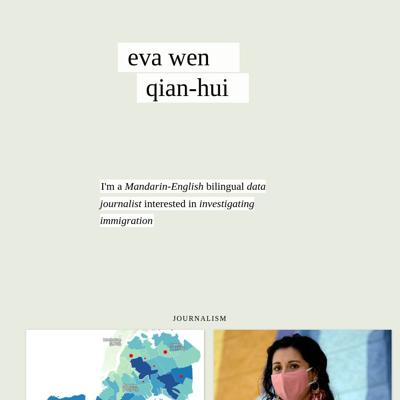 eva wen
qian-hui
I'm a Mandarin-English bilingual data
journalist interested in investigating
immigration
JOURNALISM